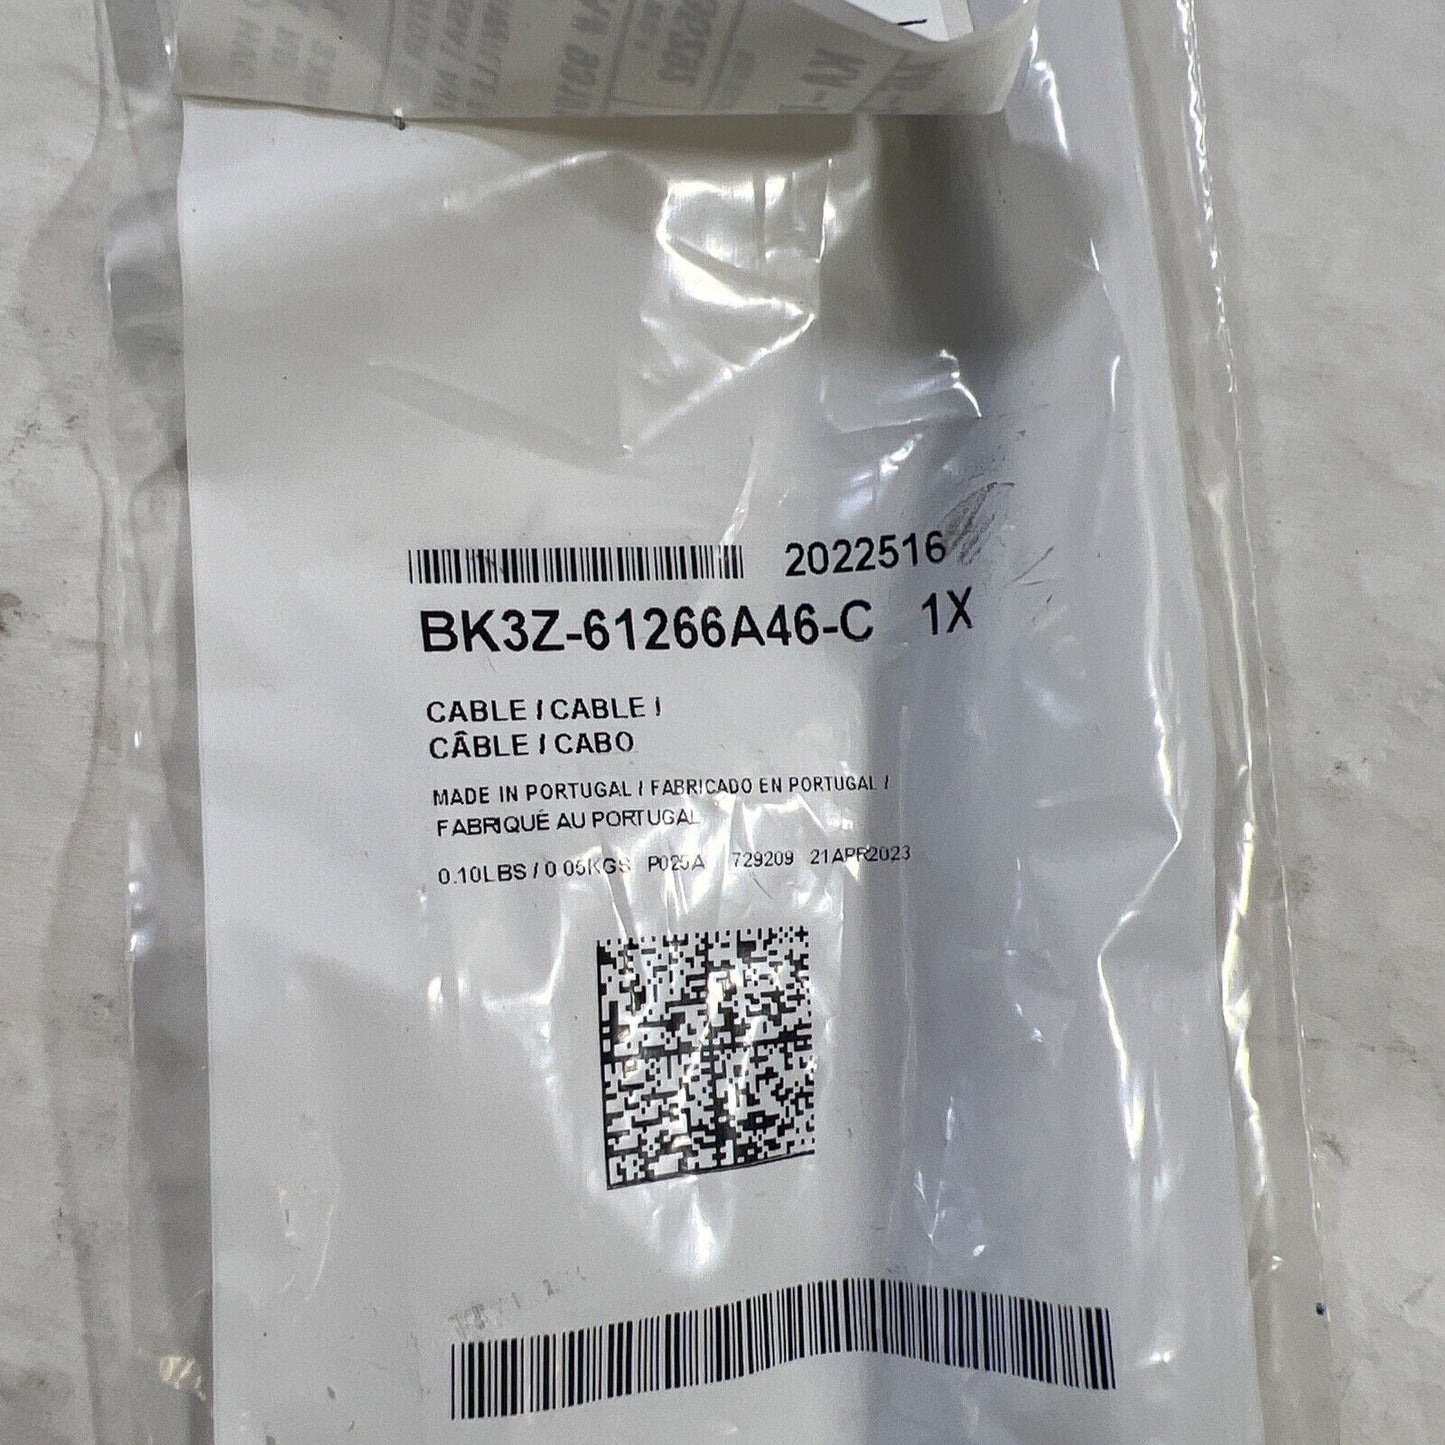 2022516
BK3Z-61266A46-C 1X
CABLE / CABLE /
CÂBLE / CABO
MADE IN PORTUGAL / FABRICADO EN PORTUGAL /
FABRIQUÉ AU PORTUGAL
0.10LBS / 0.05KGS P025A 729209 21APR2023